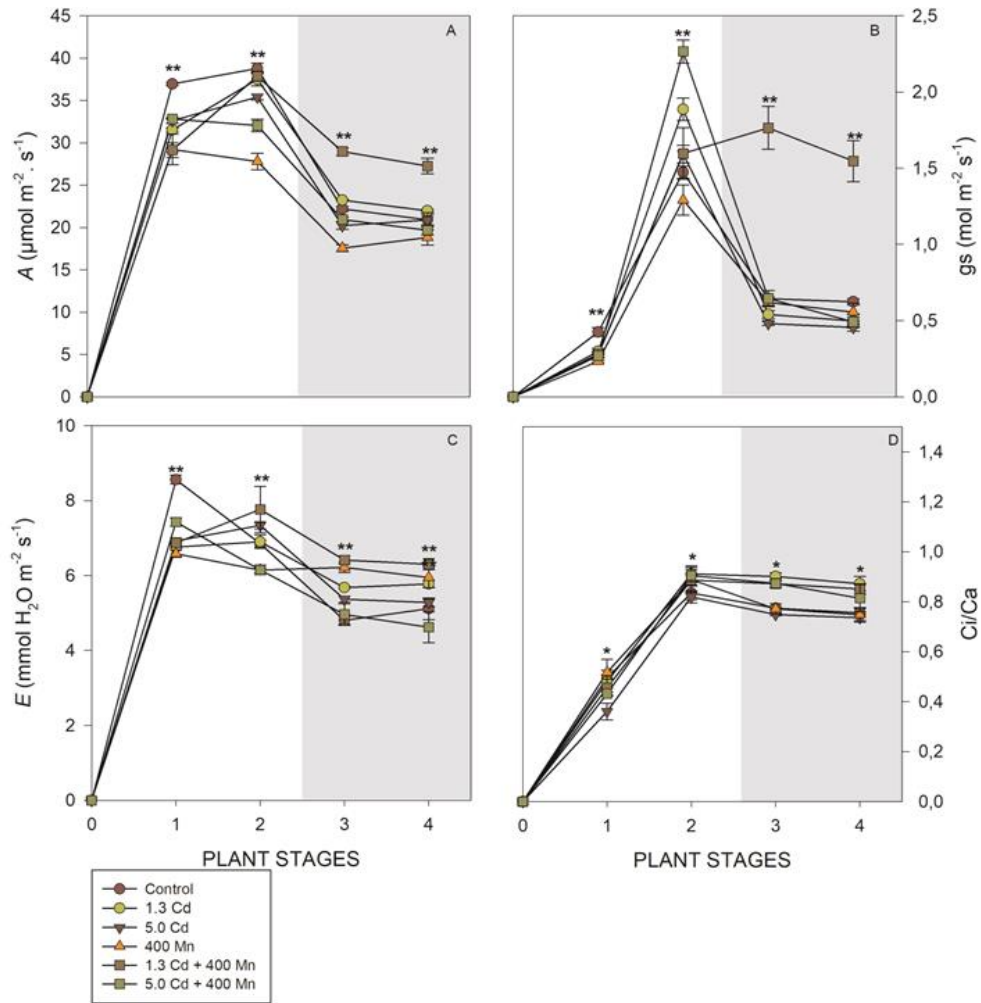 A
45
40
35
30
25
20
15
10
5
0
A (µmol m⁻². s⁻¹)
** ** ** **
B
2,5
2,0
1,5
1,0
0,5
0,0
gs (mol m⁻² s⁻¹)
** ** ** **
C
10
8
6
4
2
0
E (mmol H₂O m⁻² s⁻¹)
** ** ** **
0 1 2 3 4
PLANT STAGES
D
1,4
1,2
1,0
0,8
0,6
0,4
0,2
0,0
Ci/Ca
* * * *
0 1 2 3 4
PLANT STAGES
Control
1.3 Cd
5.0 Cd
400 Mn
1.3 Cd + 400 Mn
5.0 Cd + 400 Mn